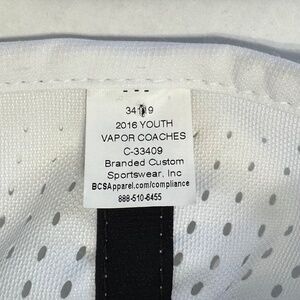 2016 YOUTH
VAPOR COACHES
C-33409
Branded Custom
Sportswear, Inc
BCSApparel.com/compliance
888-510-6455